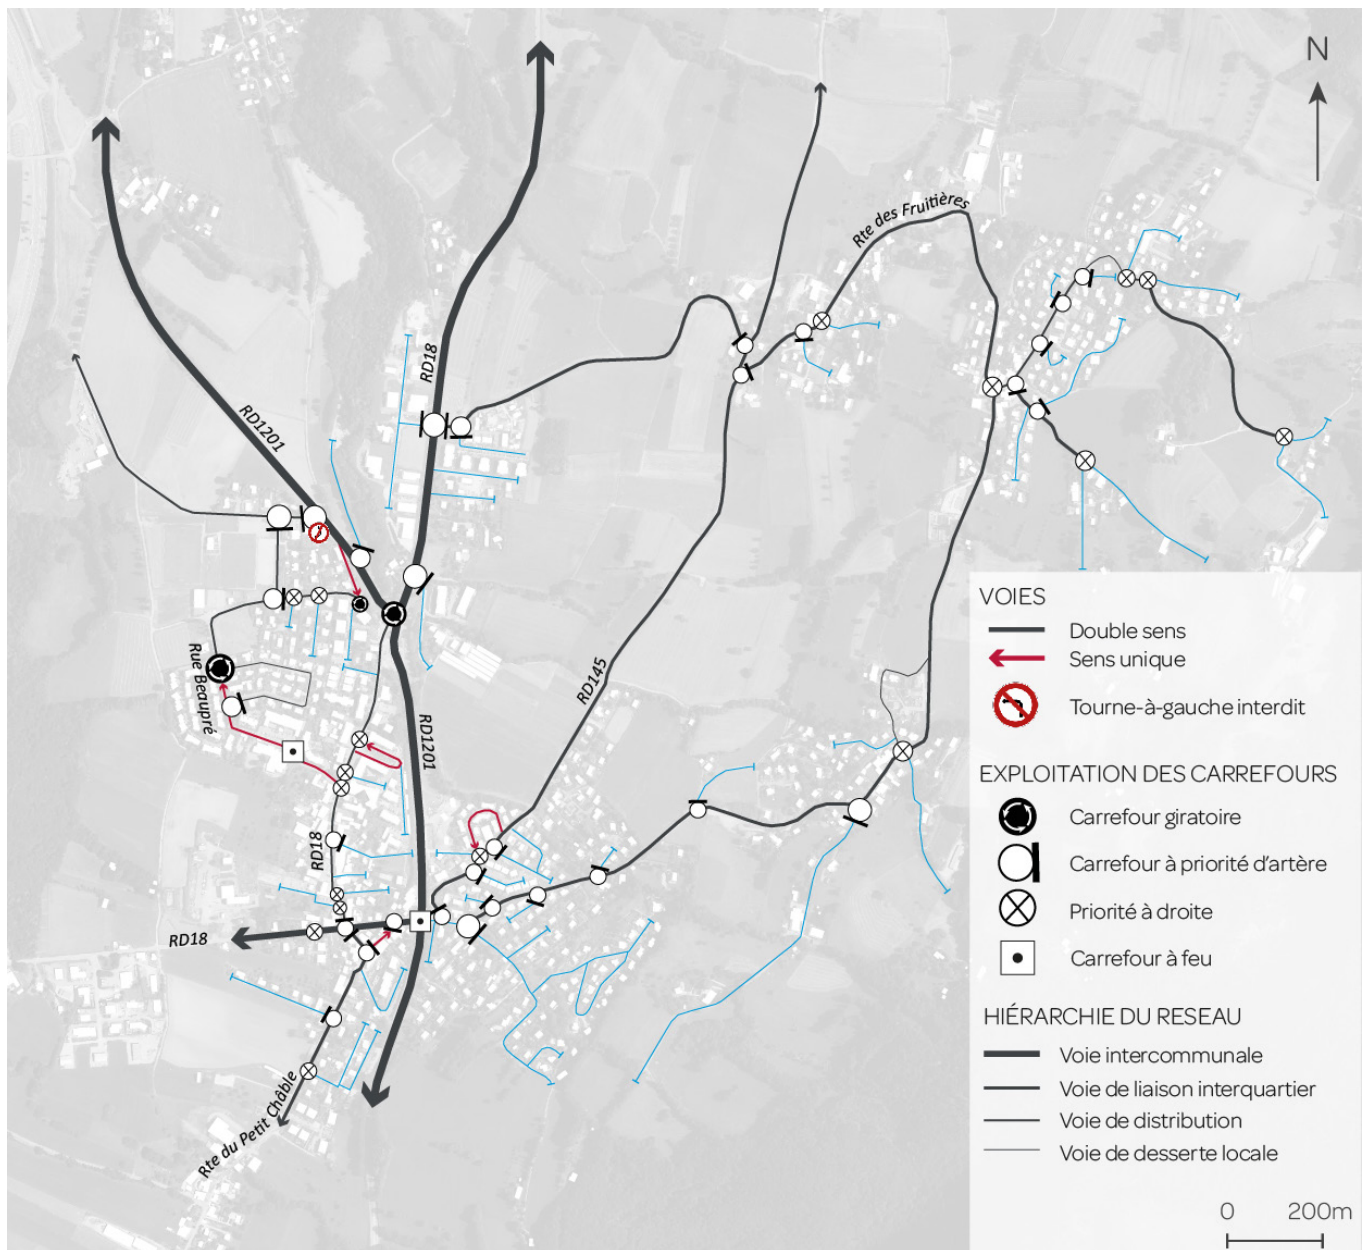 N
Rte des Fruitières
RD18
RD1201
Rue Beaupré
RD145
RD1201
RD18
RD18
Rte du Petit Châble
VOIES
Double sens
Sens unique
Tourne-à-gauche interdit
EXPLOITATION DES CARREFOURS
Carrefour giratoire
Carrefour à priorité d'artère
Priorité à droite
Carrefour à feu
HIÉRARCHIE DU RESEAU
Voie intercommunale
Voie de liaison interquartier
Voie de distribution
Voie de desserte locale
0 200m